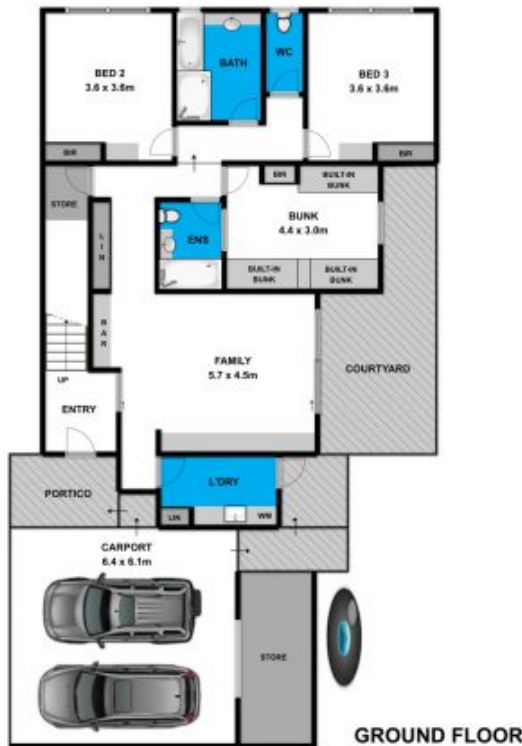 BED 2
3.6 x 3.6m
BATH
WC
BED 3
3.6 x 3.6m
BIR
BIR
BIR
BUILT-IN
BUNK
STORE
LIN
ENS
BUNK
4.4 x 3.0m
BUILT-IN
BUNK
BUILT-IN
BUNK
BAR
FAMILY
5.7 x 4.5m
COURTYARD
UP
ENTRY
PORTICO
L'DRY
LIN
WM
CARPORT
6.4 x 6.1m
STORE
GROUND FLOOR